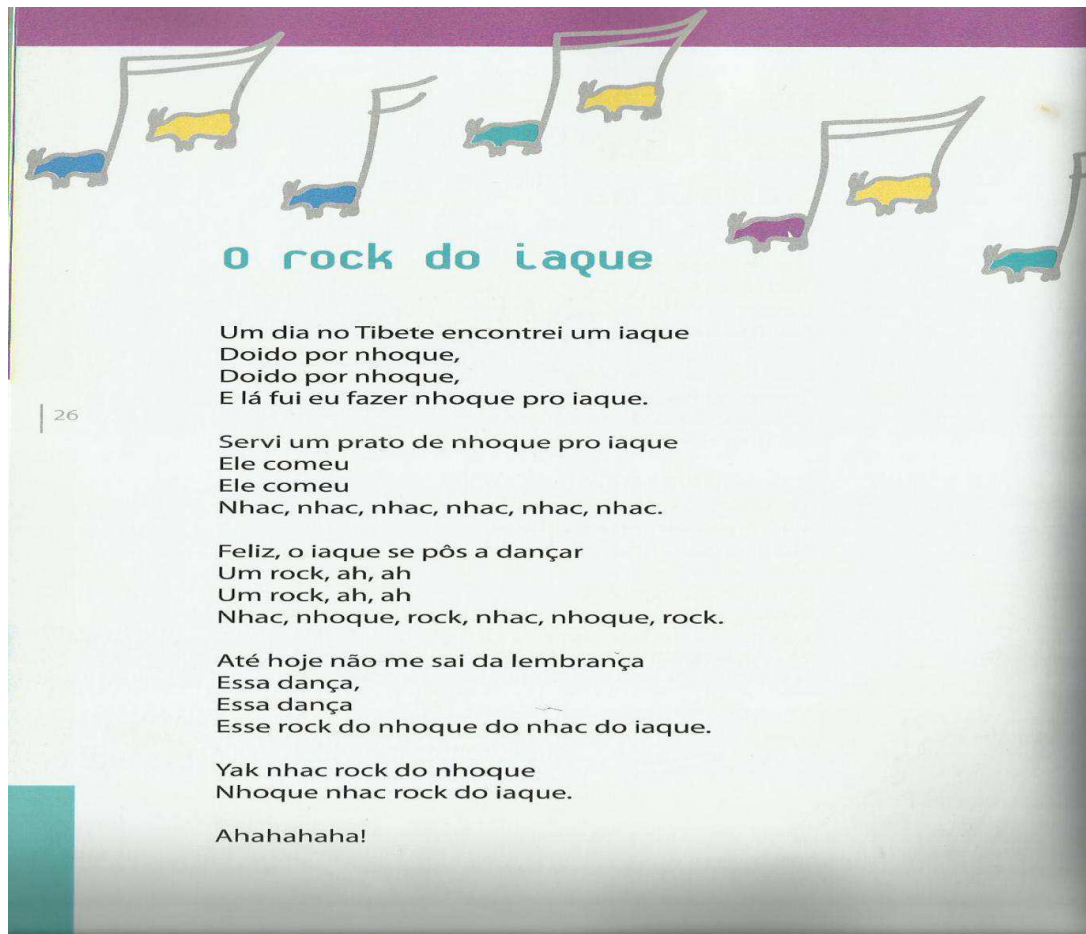 O rock do iaque
Um dia no Tibete encontrei um iaque
Doido por nhoque,
Doido por nhoque,
E lá fui eu fazer nhoque pro iaque.
26
Servi um prato de nhoque pro iaque
Ele comeu
Ele comeu
Nhac, nhac, nhac, nhac, nhac, nhac.
Feliz, o iaque se pôs a dançar
Um rock, ah, ah
Um rock, ah, ah
Nhac, nhoque, rock, nhac, nhoque, rock.
Até hoje não me sai da lembrança
Essa dança,
Essa dança
Esse rock do nhoque do nhac do iaque.
Yak nhac rock do nhoque
Nhoque nhac rock do iaque.
Ahahahaha!